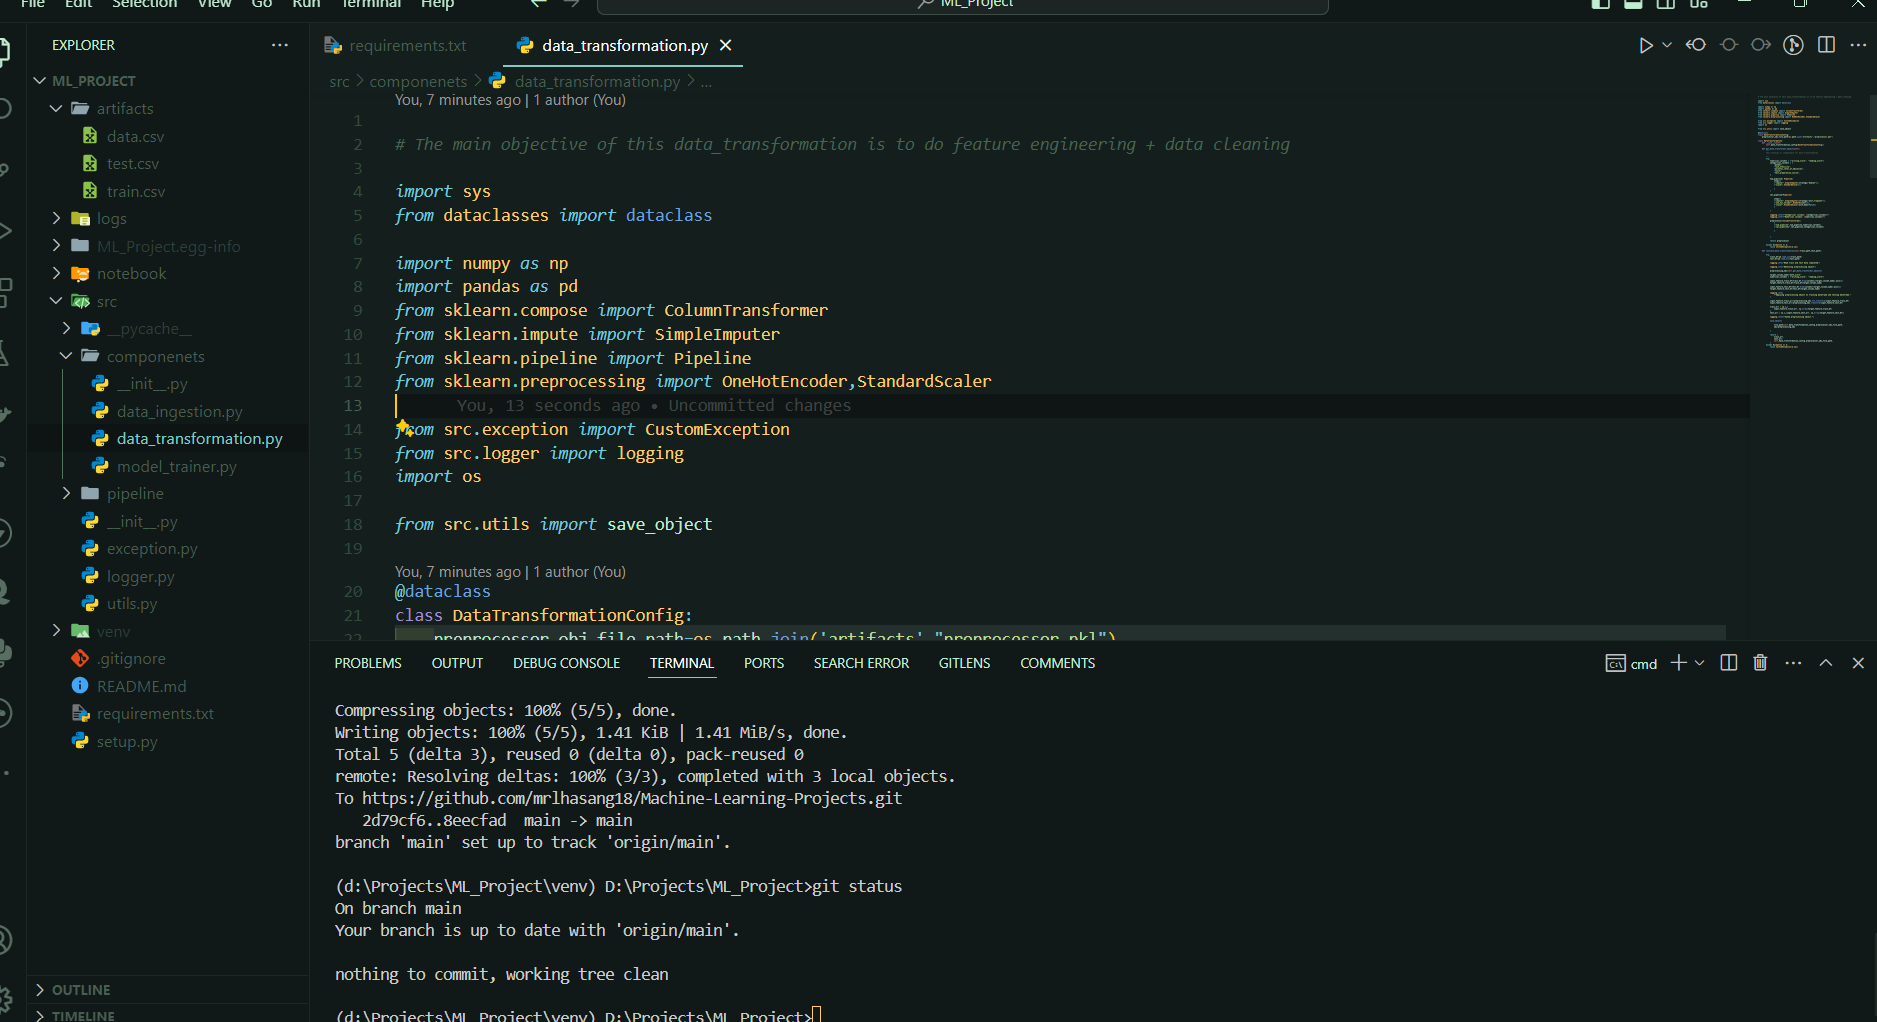 File Edit Selection View Go Run Terminal Help
ML_Project
EXPLORER
ML_PROJECT
artifacts
data.csv
test.csv
train.csv
logs
ML_Project.egg-info
notebook
src
__pycache__
componenets
__init__.py
data_ingestion.py
data_transformation.py
model_trainer.py
pipeline
__init__.py
exception.py
logger.py
utils.py
venv
.gitignore
README.md
requirements.txt
setup.py
OUTLINE
TIMELINE
requirements.txt data_transformation.py
src > componenets > data_transformation.py > ...
You, 7 minutes ago | 1 author (You)
1
2 # The main objective of this data_transformation is to do feature engineering + data cleaning
3
4 import sys
5 from dataclasses import dataclass
6
7 import numpy as np
8 import pandas as pd
9 from sklearn.compose import ColumnTransformer
10 from sklearn.impute import SimpleImputer
11 from sklearn.pipeline import Pipeline
12 from sklearn.preprocessing import OneHotEncoder,StandardScaler
13 You, 13 seconds ago • Uncommitted changes
14 from src.exception import CustomException
15 from src.logger import logging
16 import os
17
18 from src.utils import save_object
19
You, 7 minutes ago | 1 author (You)
20 @dataclass
21 class DataTransformationConfig:
22 preprocessor_obj_file_path=os.path.join('artifacts',"preprocessor.pkl")
PROBLEMS OUTPUT DEBUG CONSOLE TERMINAL PORTS SEARCH ERROR GITLENS COMMENTS
cmd
Compressing objects: 100% (5/5), done.
Writing objects: 100% (5/5), 1.41 KiB | 1.41 MiB/s, done.
Total 5 (delta 3), reused 0 (delta 0), pack-reused 0
remote: Resolving deltas: 100% (3/3), completed with 3 local objects.
To https://github.com/mrlhasang18/Machine-Learning-Projects.git
2d79cf6..8eecfad main -> main
branch 'main' set up to track 'origin/main'.
(d:\Projects\ML_Project\venv) D:\Projects\ML_Project>git status
On branch main
Your branch is up to date with 'origin/main'.
nothing to commit, working tree clean
(d:\Projects\ML_Project\venv) D:\Projects\ML_Project>